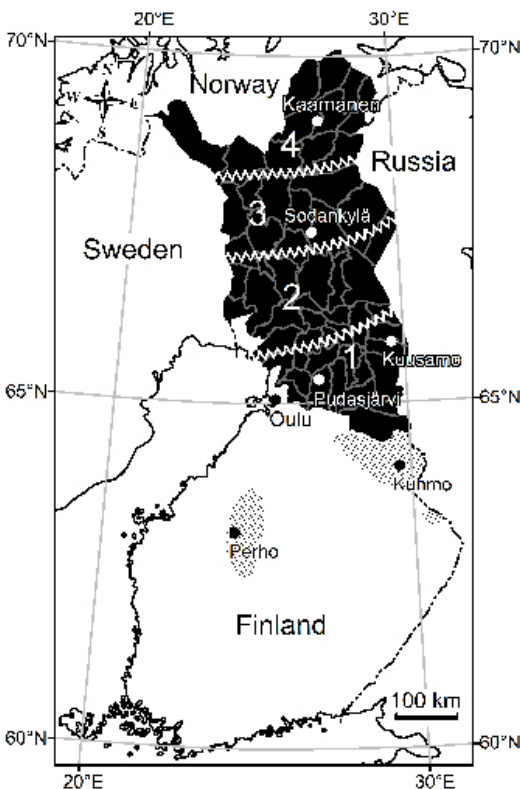 20°E
30°E
70°N
70°N
Norway
W
E
S
Kaamanen
4
Russia
3
Sodankylä
Sweden
2
1
Kuusamo
65°N
Pudasjärvi
65°N
Oulu
Kuhmo
Perho
Finland
100 km
60°N
60°N
20°E
30°E